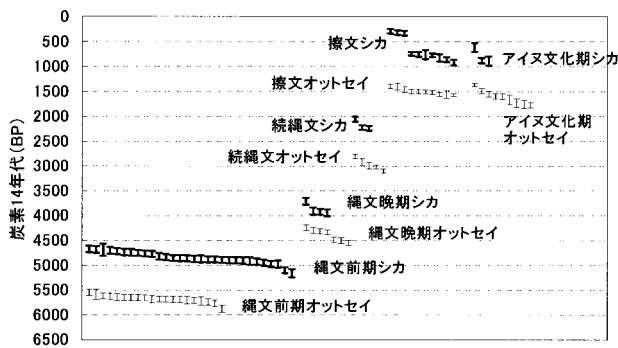 炭素14年代(BP)
0
500
1000
1500
2000
2500
3000
3500
4000
4500
5000
5500
6000
6500
擦文シカ
アイヌ文化期シカ
擦文オットセイ
アイヌ文化期
オットセイ
続縄文シカ
続縄文オットセイ
縄文晩期シカ
縄文晩期オットセイ
縄文前期シカ
縄文前期オットセイ